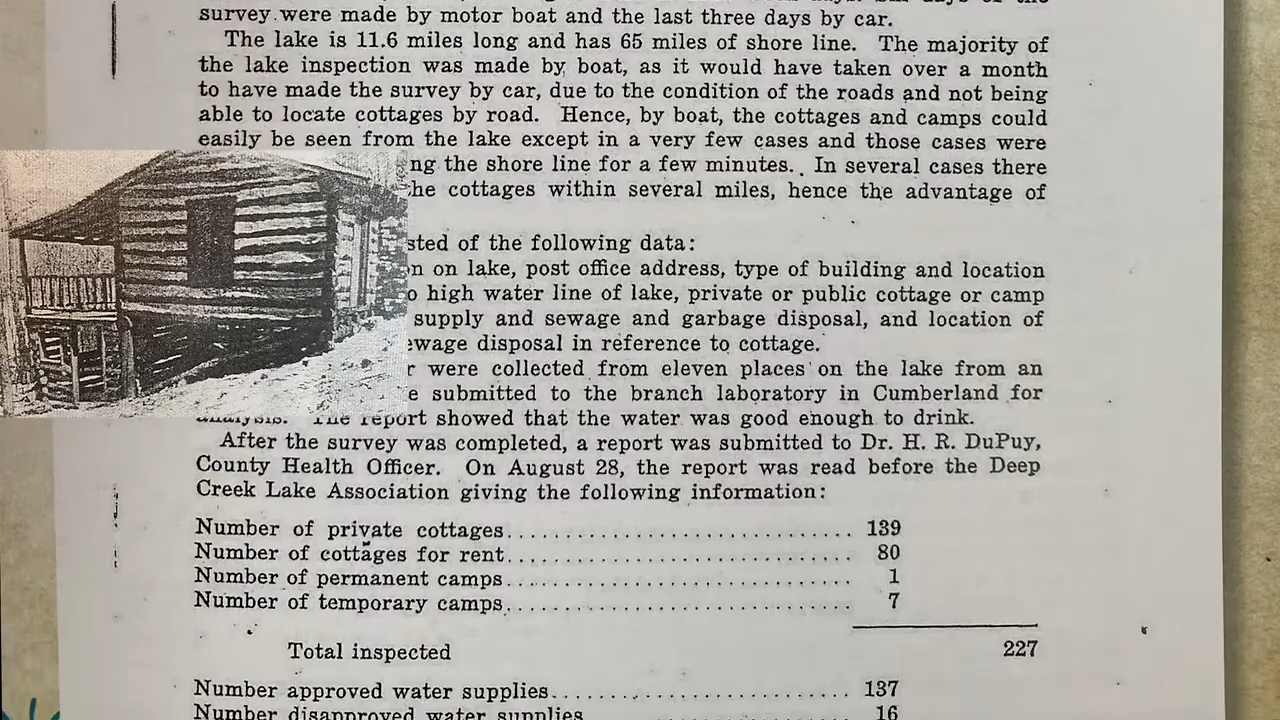 survey were made by motor boat and the last three days by car.
The lake is 11.6 miles long and has 65 miles of shore line. The majority of
the lake inspection was made by boat, as it would have taken over a month
to have made the survey by car, due to the condition of the roads and not being
able to locate cottages by road. Hence, by boat, the cottages and camps could
easily be seen from the lake except in a very few cases and those cases were
ng the shore line for a few minutes. In several cases there
he cottages within several miles, hence the advantage of
sted of the following data:
n on lake, post office address, type of building and location
o high water line of lake, private or public cottage or camp
supply and sewage and garbage disposal, and location of
ewage disposal in reference to cottage.
r were collected from eleven places on the lake from an
e submitted to the branch laboratory in Cumberland for
analysis. The report showed that the water was good enough to drink.
After the survey was completed, a report was submitted to Dr. H. R. DuPuy,
County Health Officer. On August 28, the report was read before the Deep
Creek Lake Association giving the following information:
Number of private cottages.............................. 139
Number of cottages for rent.............................. 80
Number of permanent camps.............................. 1
Number of temporary camps.............................. 7
Total inspected 227
Number approved water supplies.......................... 137
Number disapproved water supplies 16